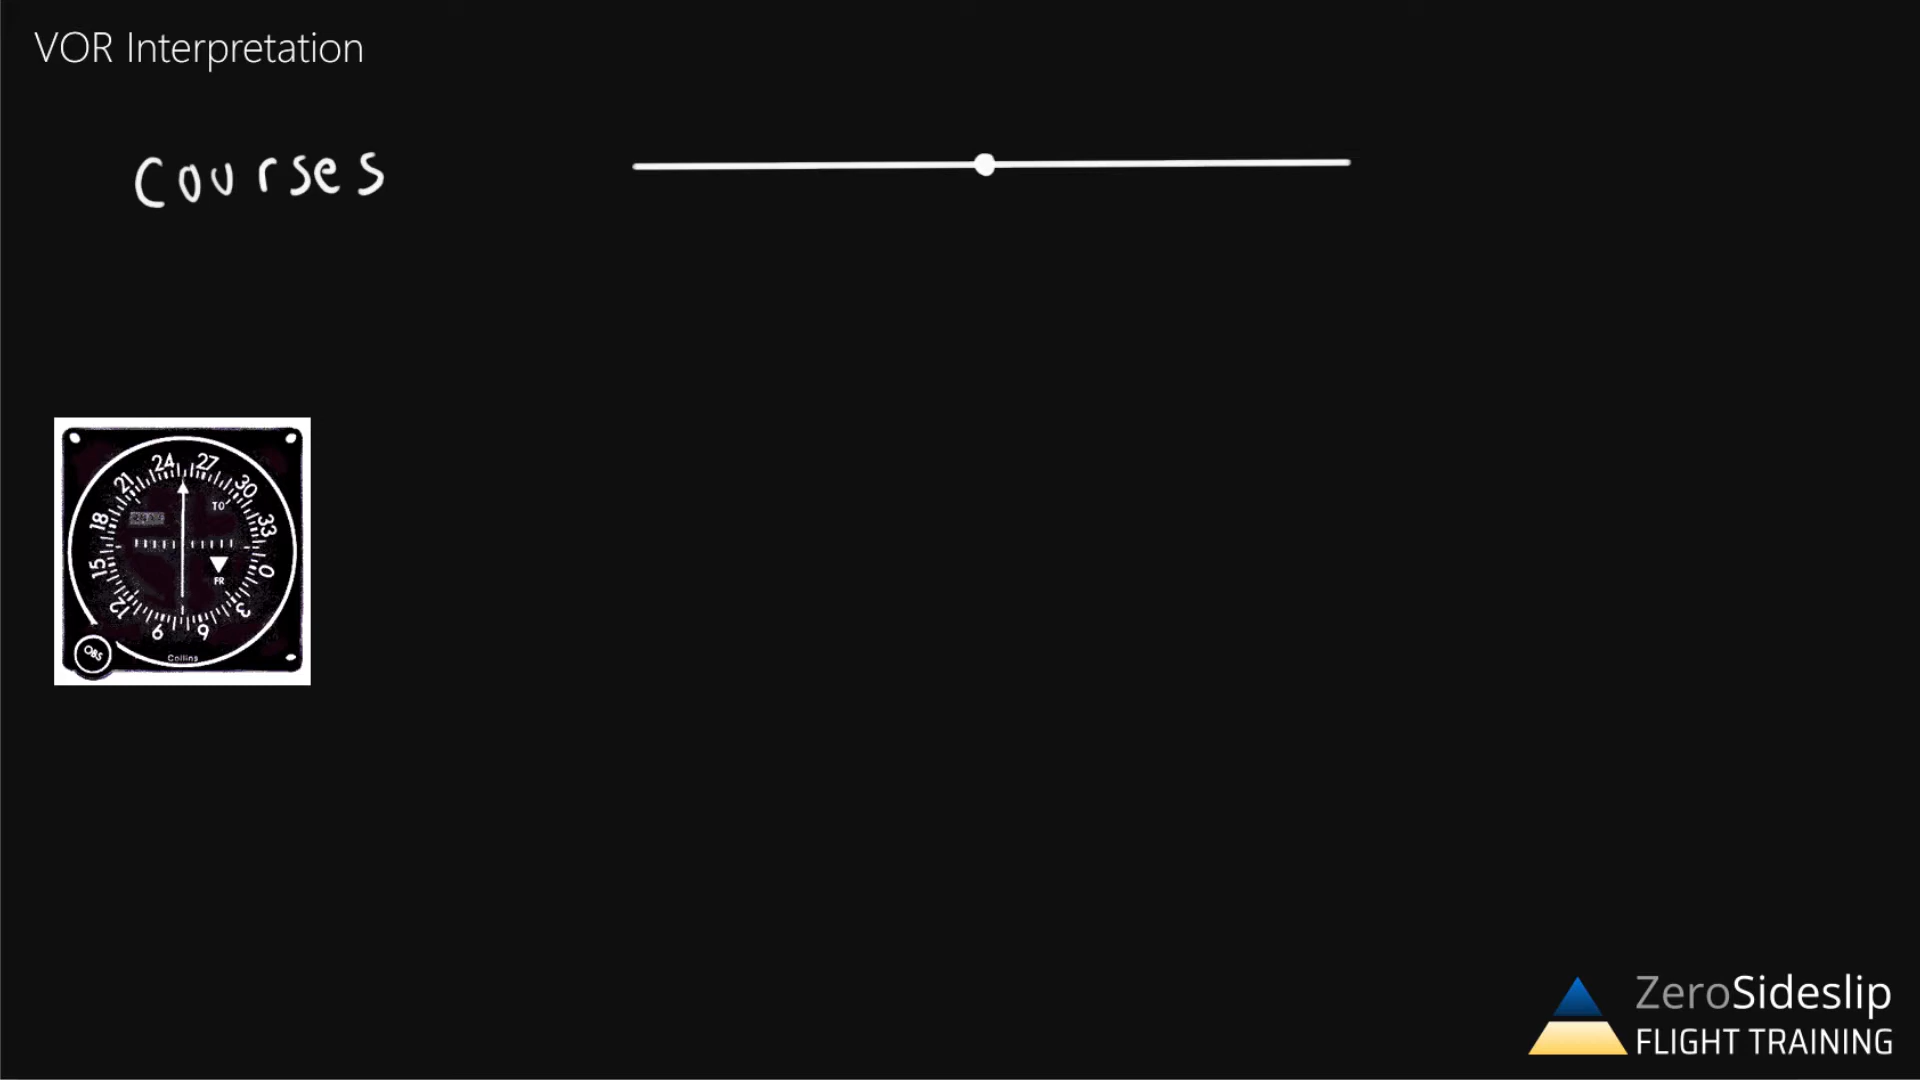 VOR Interpretation
Courses
24 27
21 30
TO
18 33
15 0
FR
12 3
9 6
OBS
Collins
ZeroSideslip
FLIGHT TRAINING